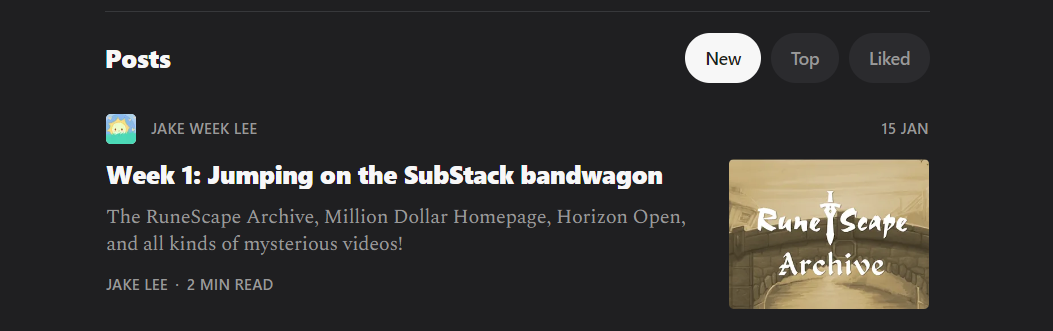 Posts
New
Top
Liked
JAKE WEEK LEE
15 JAN
Week 1: Jumping on the SubStack bandwagon
The RuneScape Archive, Million Dollar Homepage, Horizon Open,
and all kinds of mysterious videos!
JAKE LEE · 2 MIN READ
RuneScape
Archive